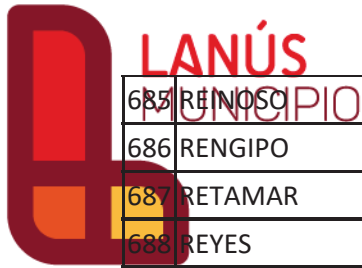 LANÚS
MUNICIPIO
685 REINOSO
686 RENGIPO
687 RETAMAR
688 REYES